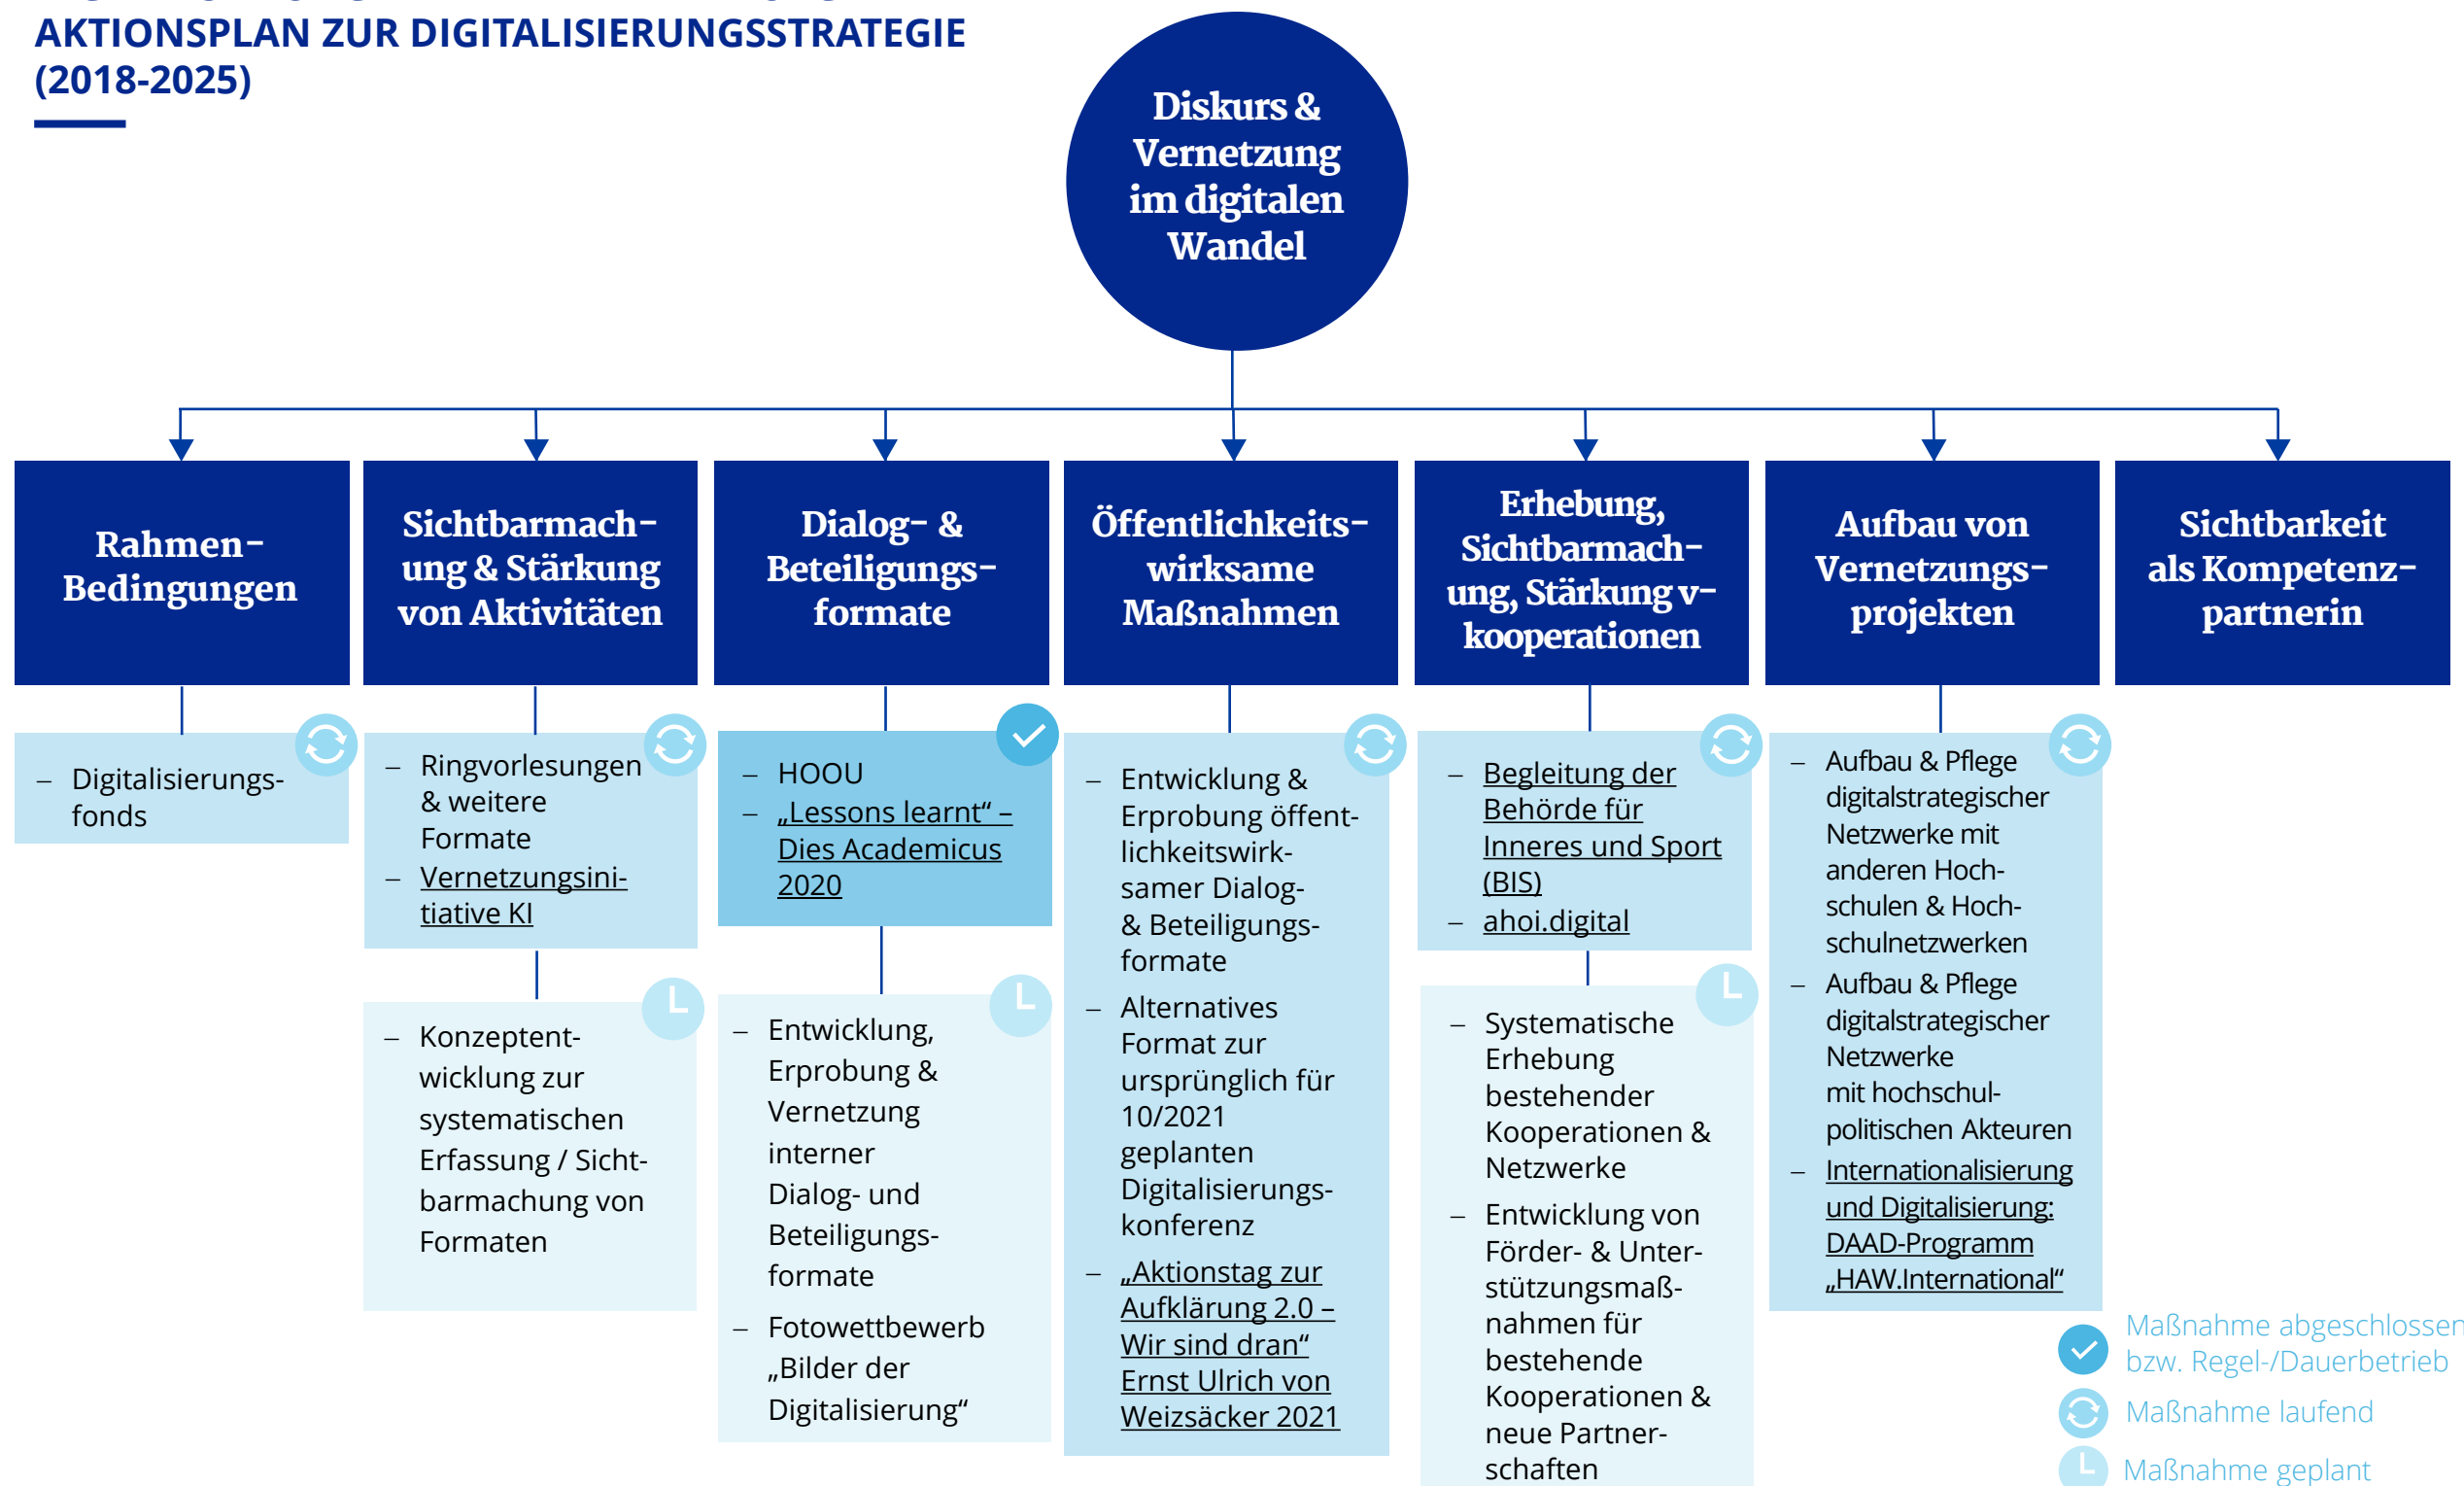 AKTIONSPLAN ZUR DIGITALISIERUNGSSTRATEGIE
(2018-2025)
Diskurs &
Vernetzung
im digitalen
Wandel
Rahmen-
Bedingungen
Sichtbarmach-
ung & Stärkung
von Aktivitäten
Dialog- &
Beteiligungs-
formate
Öffentlichkeits-
wirksame
Maßnahmen
Erhebung,
Sichtbarmach-
ung, Stärkung v-
kooperationen
Aufbau von
Vernetzungs-
projekten
Sichtbarkeit
als Kompetenz-
partnerin
– Digitalisierungs-
fonds
– Ringvorlesungen
& weitere
Formate
– Vernetzungsini-
tiative KI
– Konzeptent-
wicklung zur
systematischen
Erfassung / Sicht-
barmachung von
Formaten
– HOOU
– „Lessons learnt“ –
Dies Academicus
2020
– Entwicklung,
Erprobung &
Vernetzung
interner
Dialog- und
Beteiligungs-
formate
– Fotowettbewerb
„Bilder der
Digitalisierung“
– Entwicklung &
Erprobung öffent-
lichkeitswirk-
samer Dialog-
& Beteiligungs-
formate
– Alternatives
Format zur
ursprünglich für
10/2021
geplanten
Digitalisierungs-
konferenz
– „Aktionstag zur
Aufklärung 2.0 –
Wir sind dran“
Ernst Ulrich von
Weizsäcker 2021
– Begleitung der
Behörde für
Inneres und Sport
(BIS)
– ahoi.digital
– Systematische
Erhebung
bestehender
Kooperationen &
Netzwerke
– Entwicklung von
Förder- & Unter-
stützungsmaß-
nahmen für
bestehende
Kooperationen &
neue Partner-
schaften
– Aufbau & Pflege
digitalstrategischer
Netzwerke mit
anderen Hoch-
schulen & Hoch-
schulnetzwerken
– Aufbau & Pflege
digitalstrategischer
Netzwerke
mit hochschul-
politischen Akteuren
– Internationalisierung
und Digitalisierung:
DAAD-Programm
„HAW.International“
Maßnahme abgeschlossen
bzw. Regel-/Dauerbetrieb
Maßnahme laufend
Maßnahme geplant